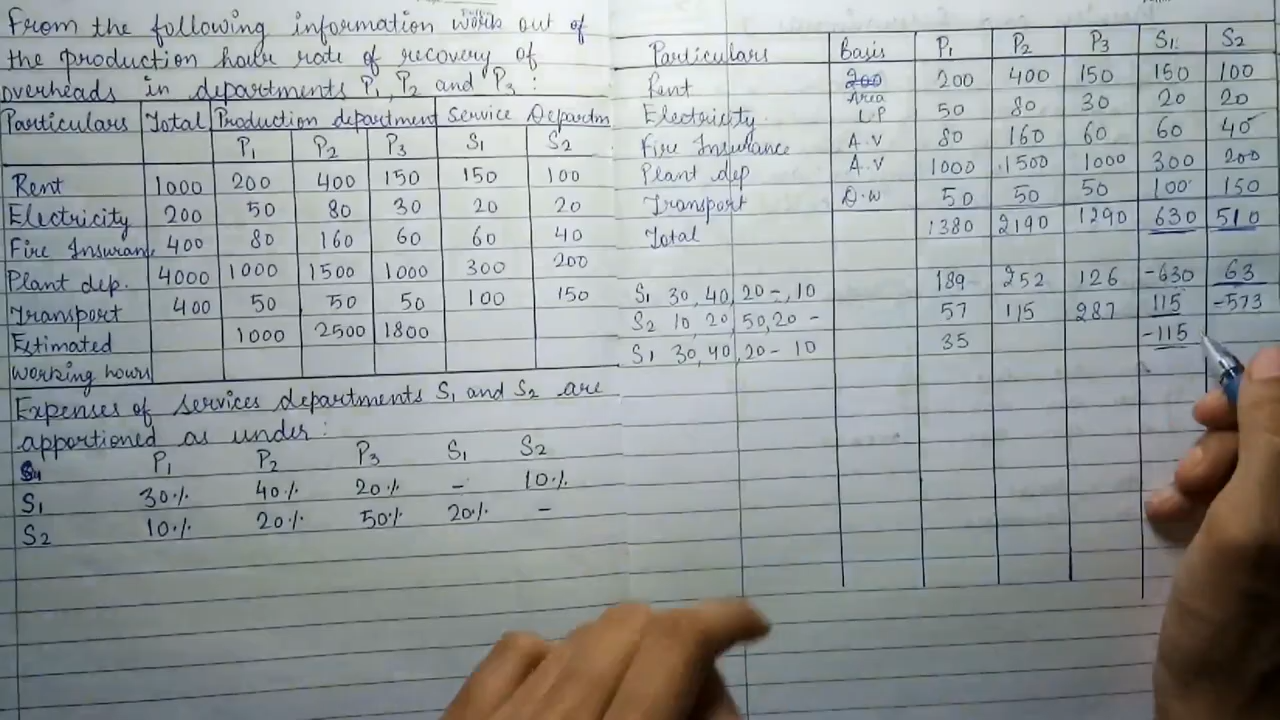 From the following information work out of
the production hour rate of recovery of
overheads in departments P1, P2 and P3 :
Particulars Total Production department Service Departm
P1 P2 P3 S1 S2
Rent 1000 200 400 150 150 100
Electricity 200 50 80 30 20 20
Fire Insuran 400 80 160 60 60 40
Plant dep. 4000 1000 1500 1000 300 200
Transport 400 50 50 50 100 150
Estimated 1000 2500 1800
Working hours
Expenses of services departments S1 and S2 are
apportioned as under :
P1 P2 P3 S1 S2
S1 30% 40% 20% - 10%
S2 10% 20% 50% 20% -
Particulars Basis P1 P2 P3 S1 S2
Rent 200 200 400 150 150 100
Area
Electricity L.P 50 80 30 20 20
Fire Insurance A.V 80 160 60 60 40
Plant dep A.V 1000 1500 1000 300 200
Transport D.W 50 50 50 100 150
Total 1380 2190 1290 630 510
S1 30, 40, 20 -, 10 189 252 126 -630 63
S2 10 20, 50, 20 - 57 115 287 115 -573
S1 30, 40, 20 - 10 35 -115